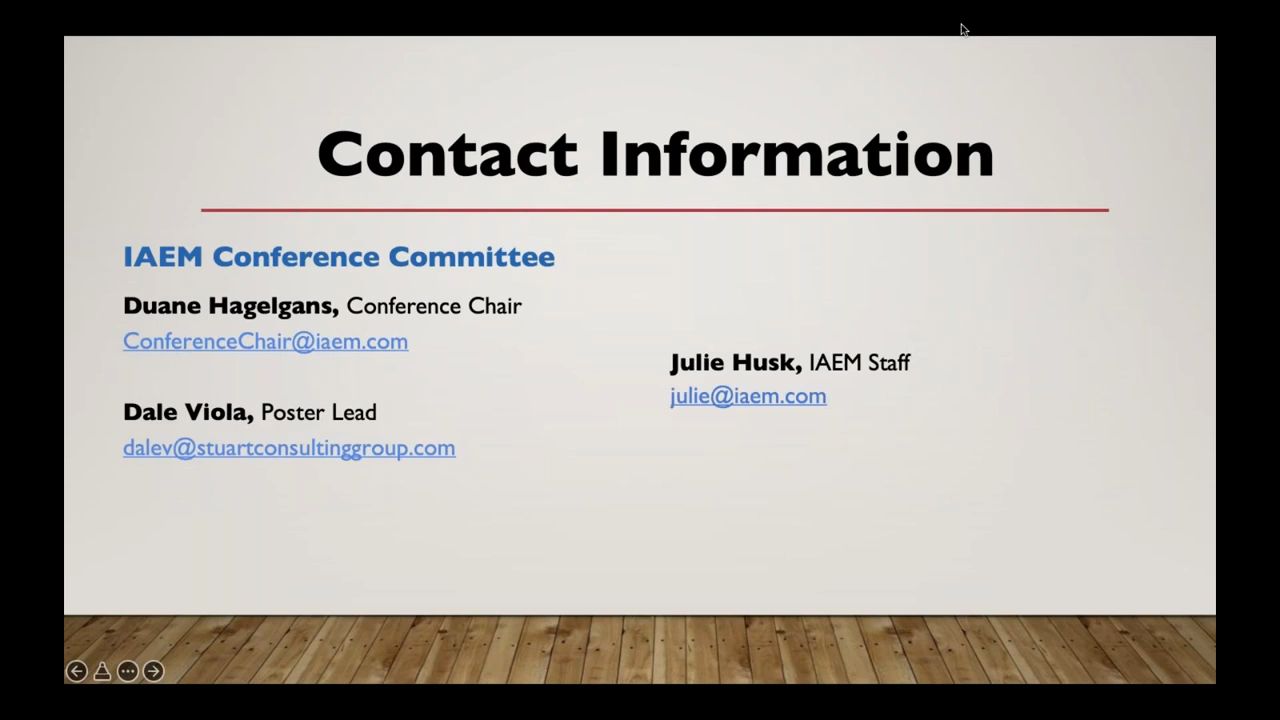 Contact Information
IAEM Conference Committee
Duane Hagelgans, Conference Chair
ConferenceChair@iaem.com
Dale Viola, Poster Lead
dalev@stuartconsultinggroup.com
Julie Husk, IAEM Staff
julie@iaem.com